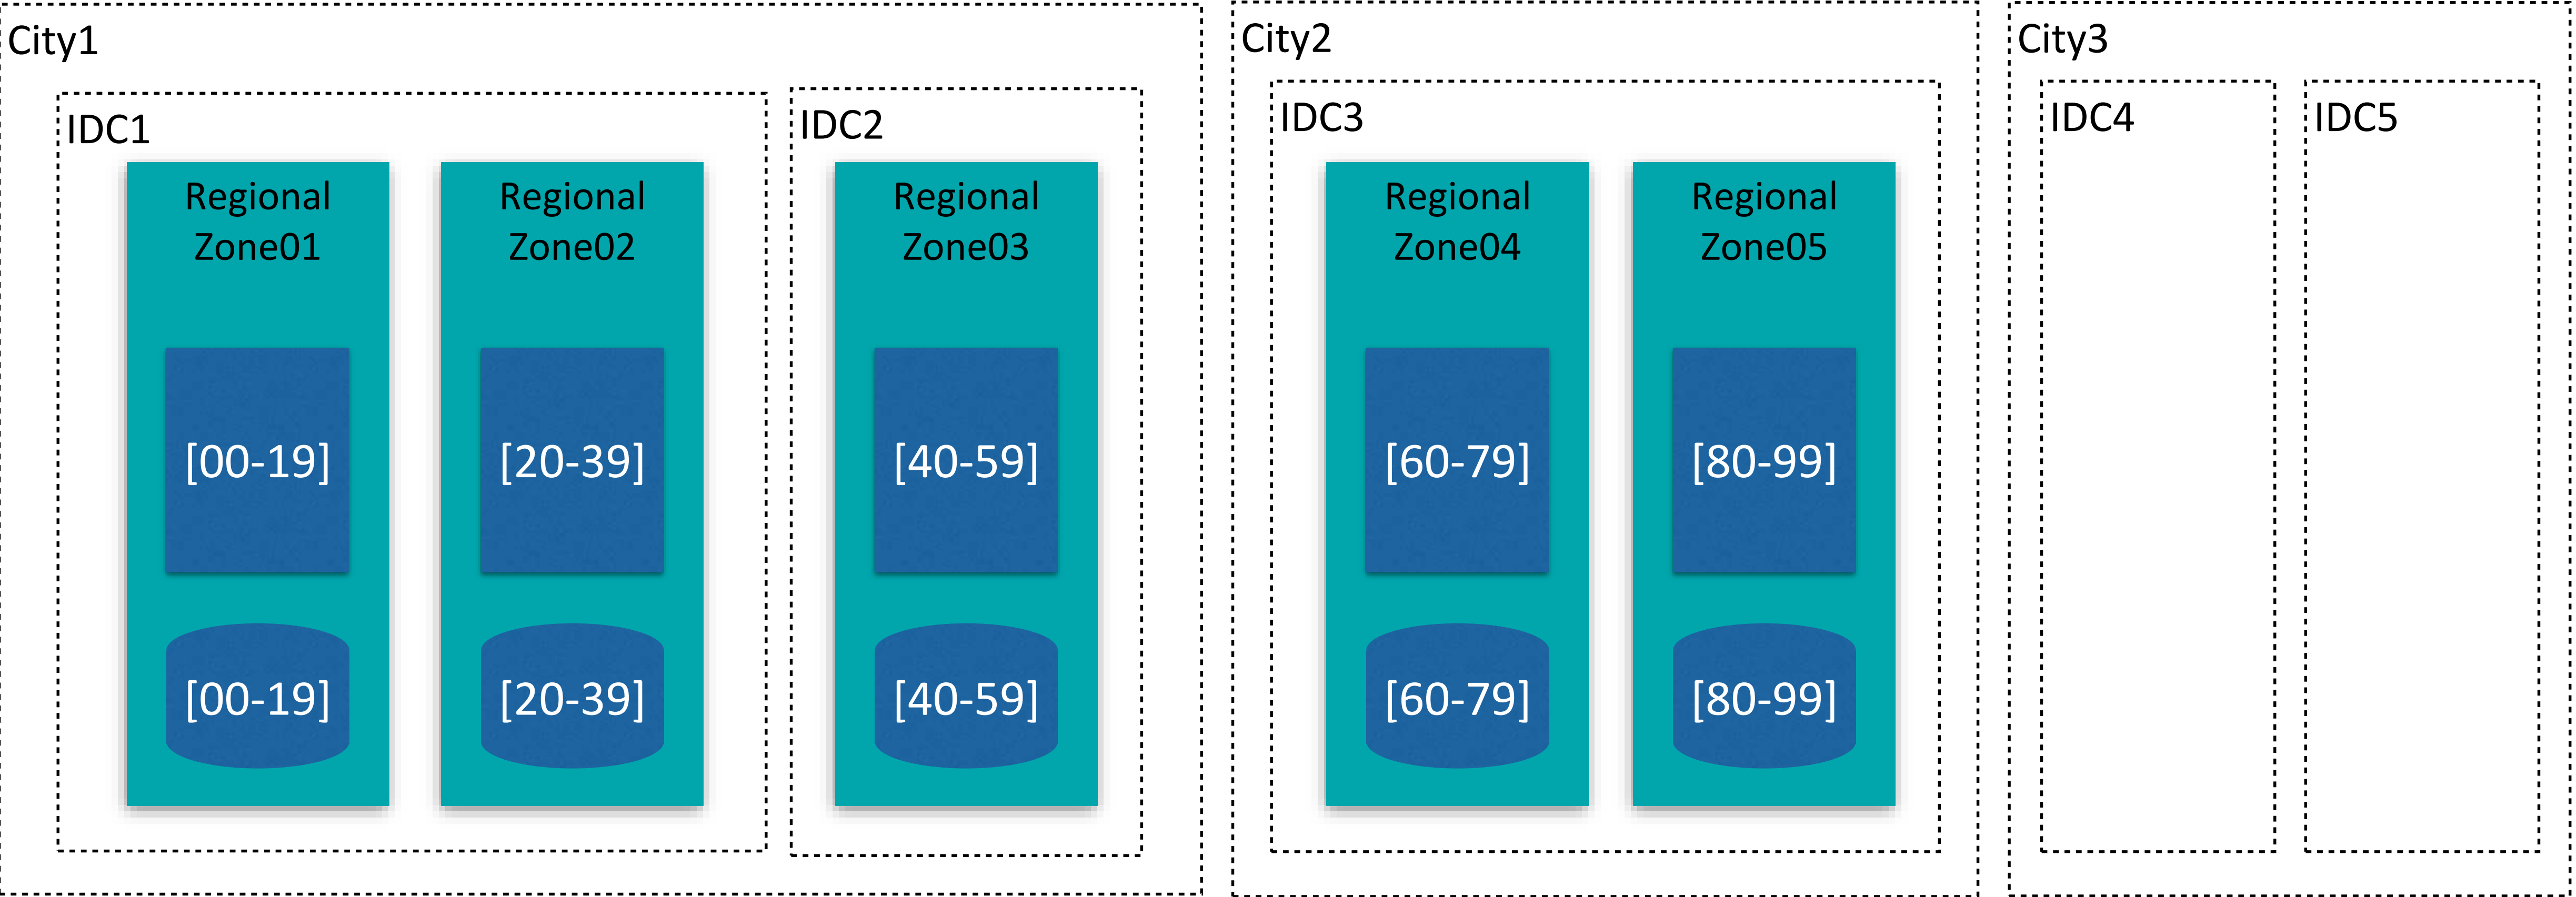 City1
IDC1
Regional
Zone01
[00-19]
[00-19]
Regional
Zone02
[20-39]
[20-39]
IDC2
Regional
Zone03
[40-59]
[40-59]
City2
IDC3
Regional
Zone04
[60-79]
[60-79]
Regional
Zone05
[80-99]
[80-99]
City3
IDC4
IDC5